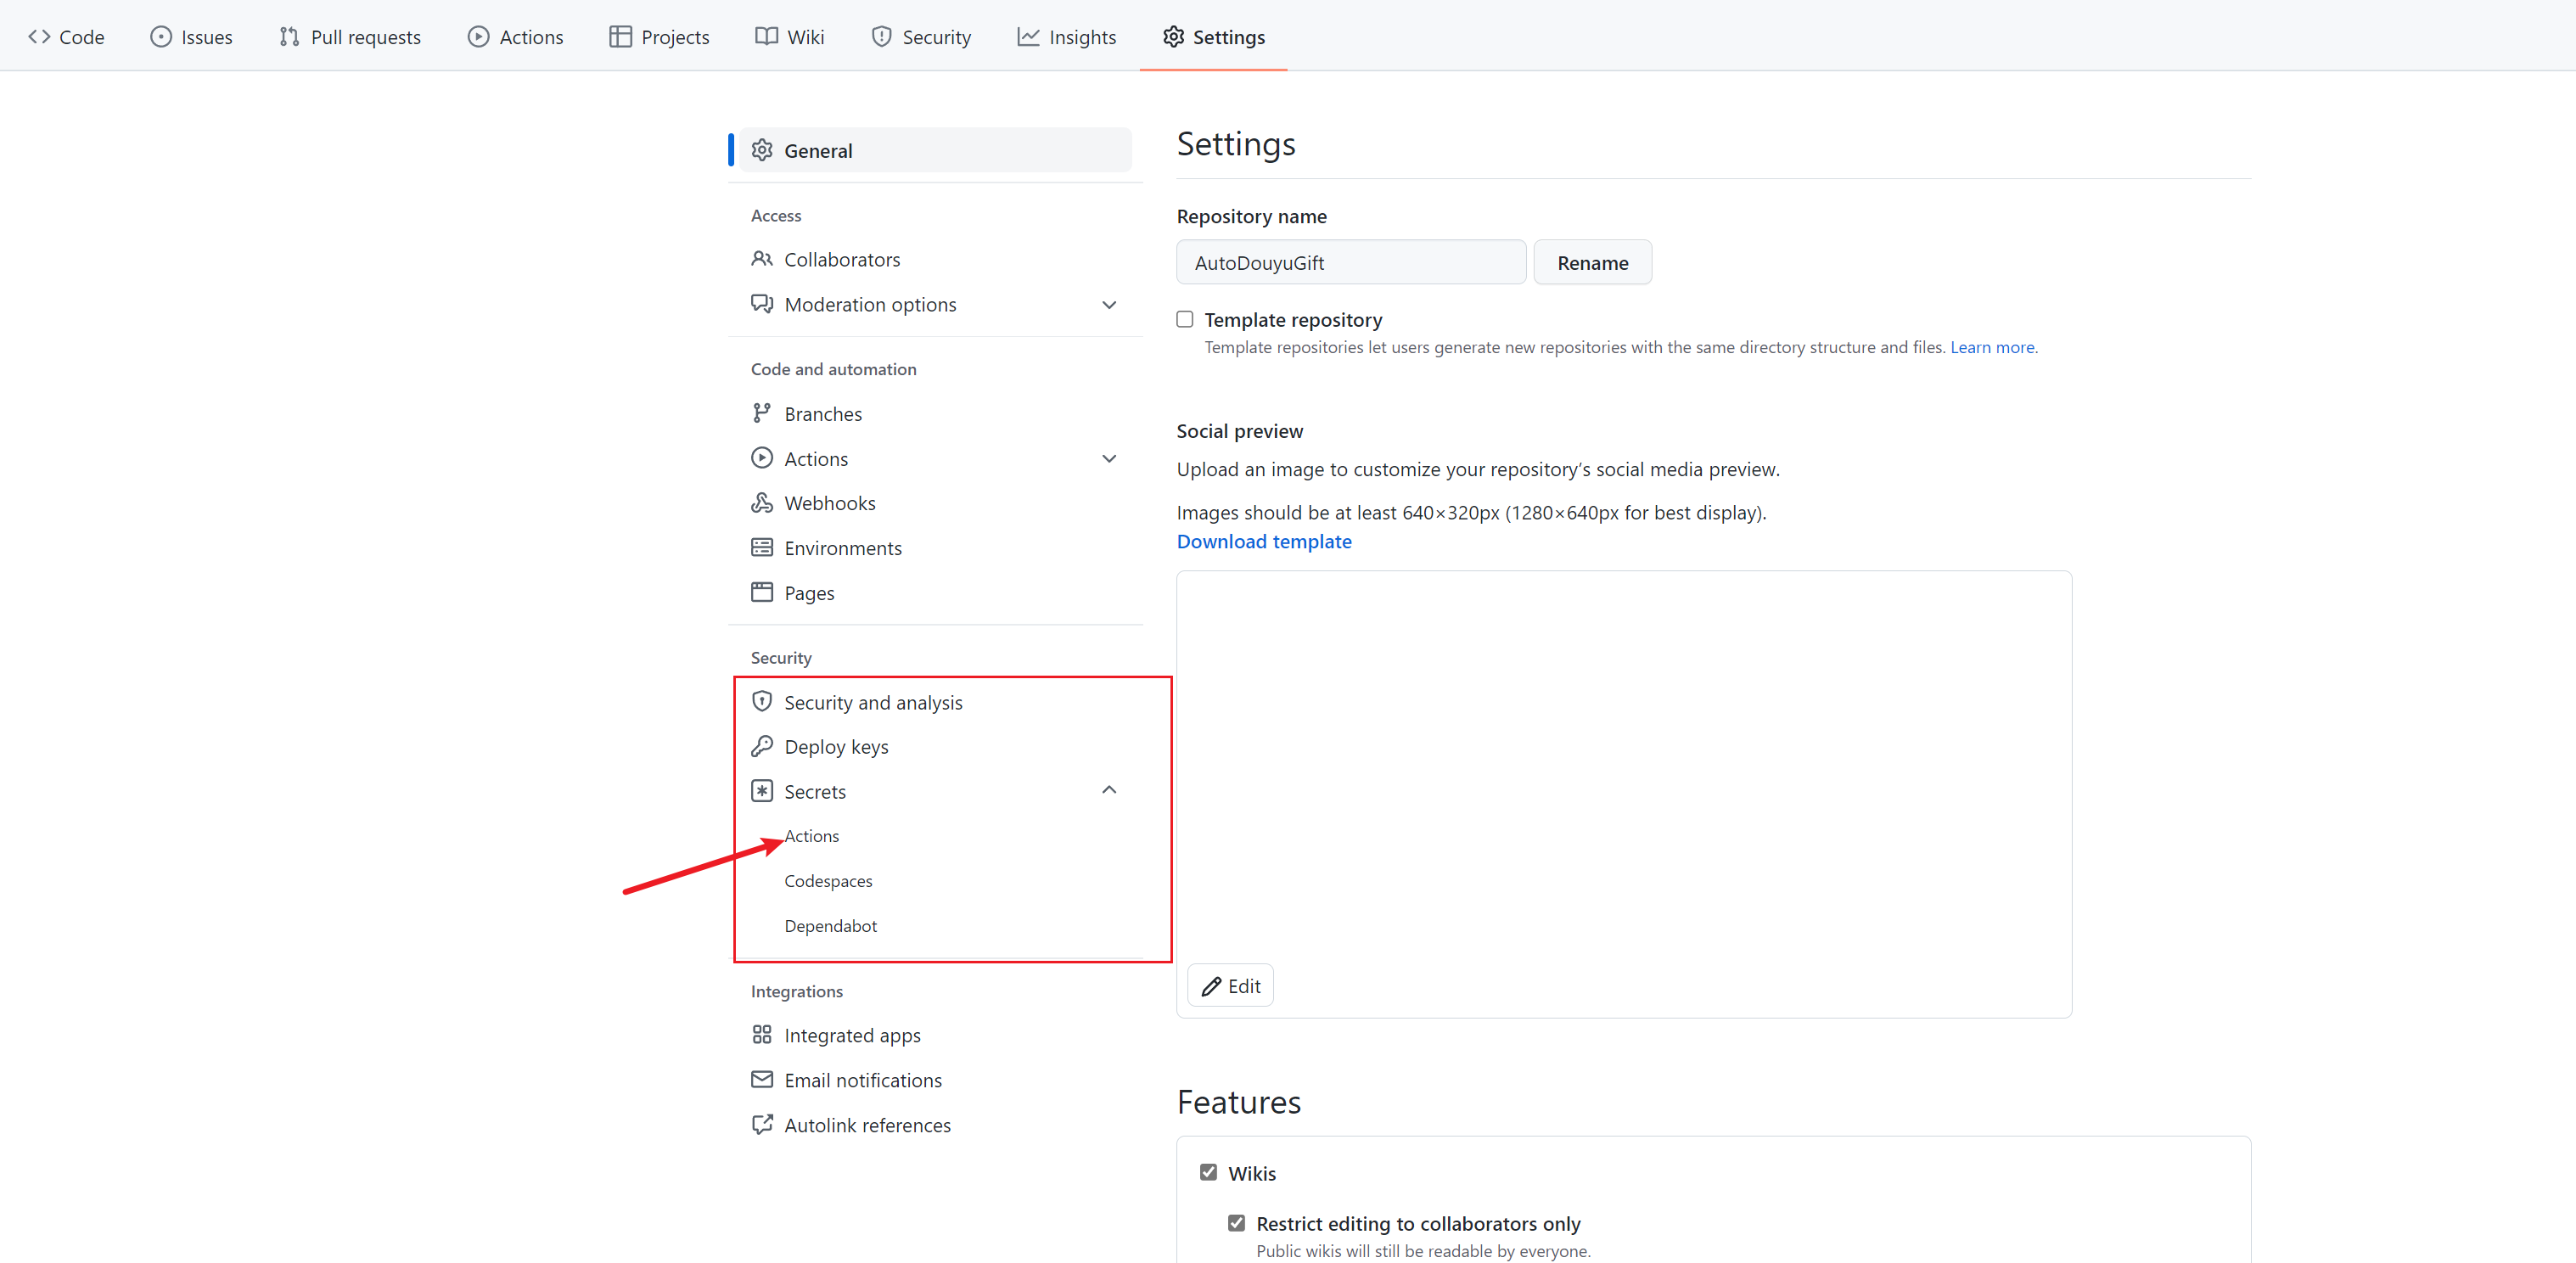 Code Issues Pull requests Actions Projects Wiki Security Insights Settings
General
Access
Collaborators
Moderation options
Code and automation
Branches
Actions
Webhooks
Environments
Pages
Security
Security and analysis
Deploy keys
Secrets
Actions
Codespaces
Dependabot
Integrations
Integrated apps
Email notifications
Autolink references
Settings
Repository name
AutoDouyuGift Rename
Template repository
Template repositories let users generate new repositories with the same directory structure and files. Learn more.
Social preview
Upload an image to customize your repository’s social media preview.
Images should be at least 640×320px (1280×640px for best display).
Download template
Edit
Features
Wikis
Restrict editing to collaborators only
Public wikis will still be readable by everyone.